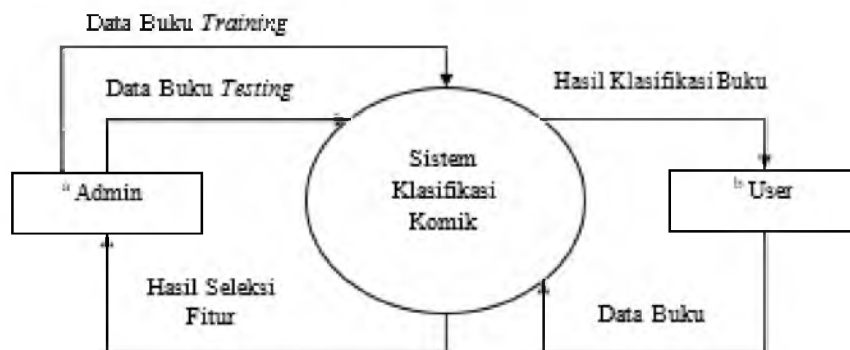 Data Buku Training
Data Buku Testing
Hasil Klasifikasi Buku
Sistem
Klasifikasi
Komik
a Admin
b User
Hasil Seleksi
Fitur
Data Buku